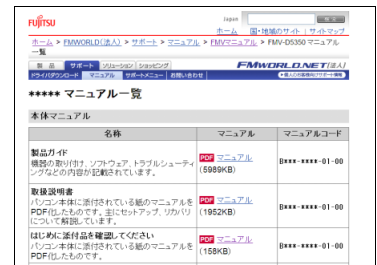 FUJITSU
Japan
ホーム 国・地域のサイト | サイトマップ
ホーム > FMWORLD(法人) > サポート > マニュアル > FMVマニュアル > FMV-D5350 マニュアル一覧
製 品 サポート ソリューション ショッピング FMWORLD.NET(法人)
ドライバダウンロード マニュアル サポートメニュー お問い合わせ
***** マニュアル一覧
本体マニュアル
名称 マニュアル マニュアルコード
製品ガイド
機器の取り付け、ソフトウェア、トラブルシューティングなどの内容が記載されています。
PDF マニュアル
(5989KB)
B***-****-01-00
取扱説明書
パソコン本体に添付されている紙のマニュアルを
PDF化したものです。主にセットアップ、リカバリ
について解説しています。
PDF マニュアル
(1952KB)
B***-****-01-00
はじめに添付品を確認してください
パソコン本体に添付されている紙のマニュアルを
PDF化したものです。
PDF マニュアル
(158KB)
B***-****-01-00